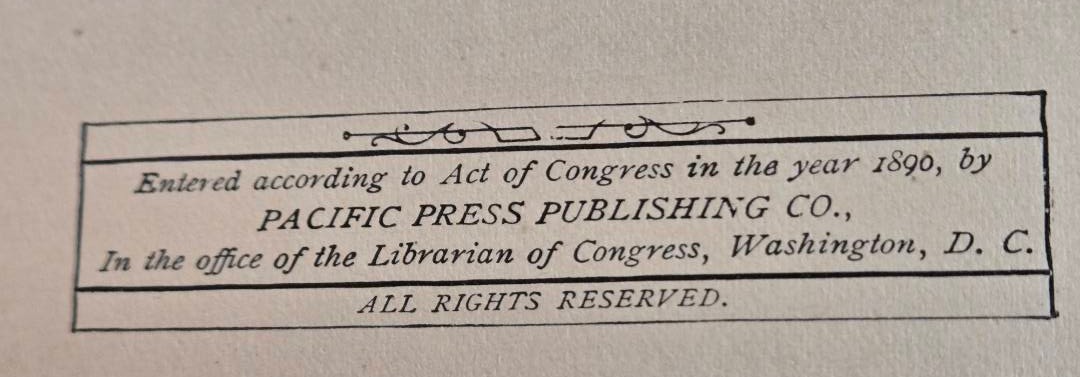 Entered according to Act of Congress in the year 1890, by
PACIFIC PRESS PUBLISHING CO.,
In the office of the Librarian of Congress, Washington, D. C.
ALL RIGHTS RESERVED.